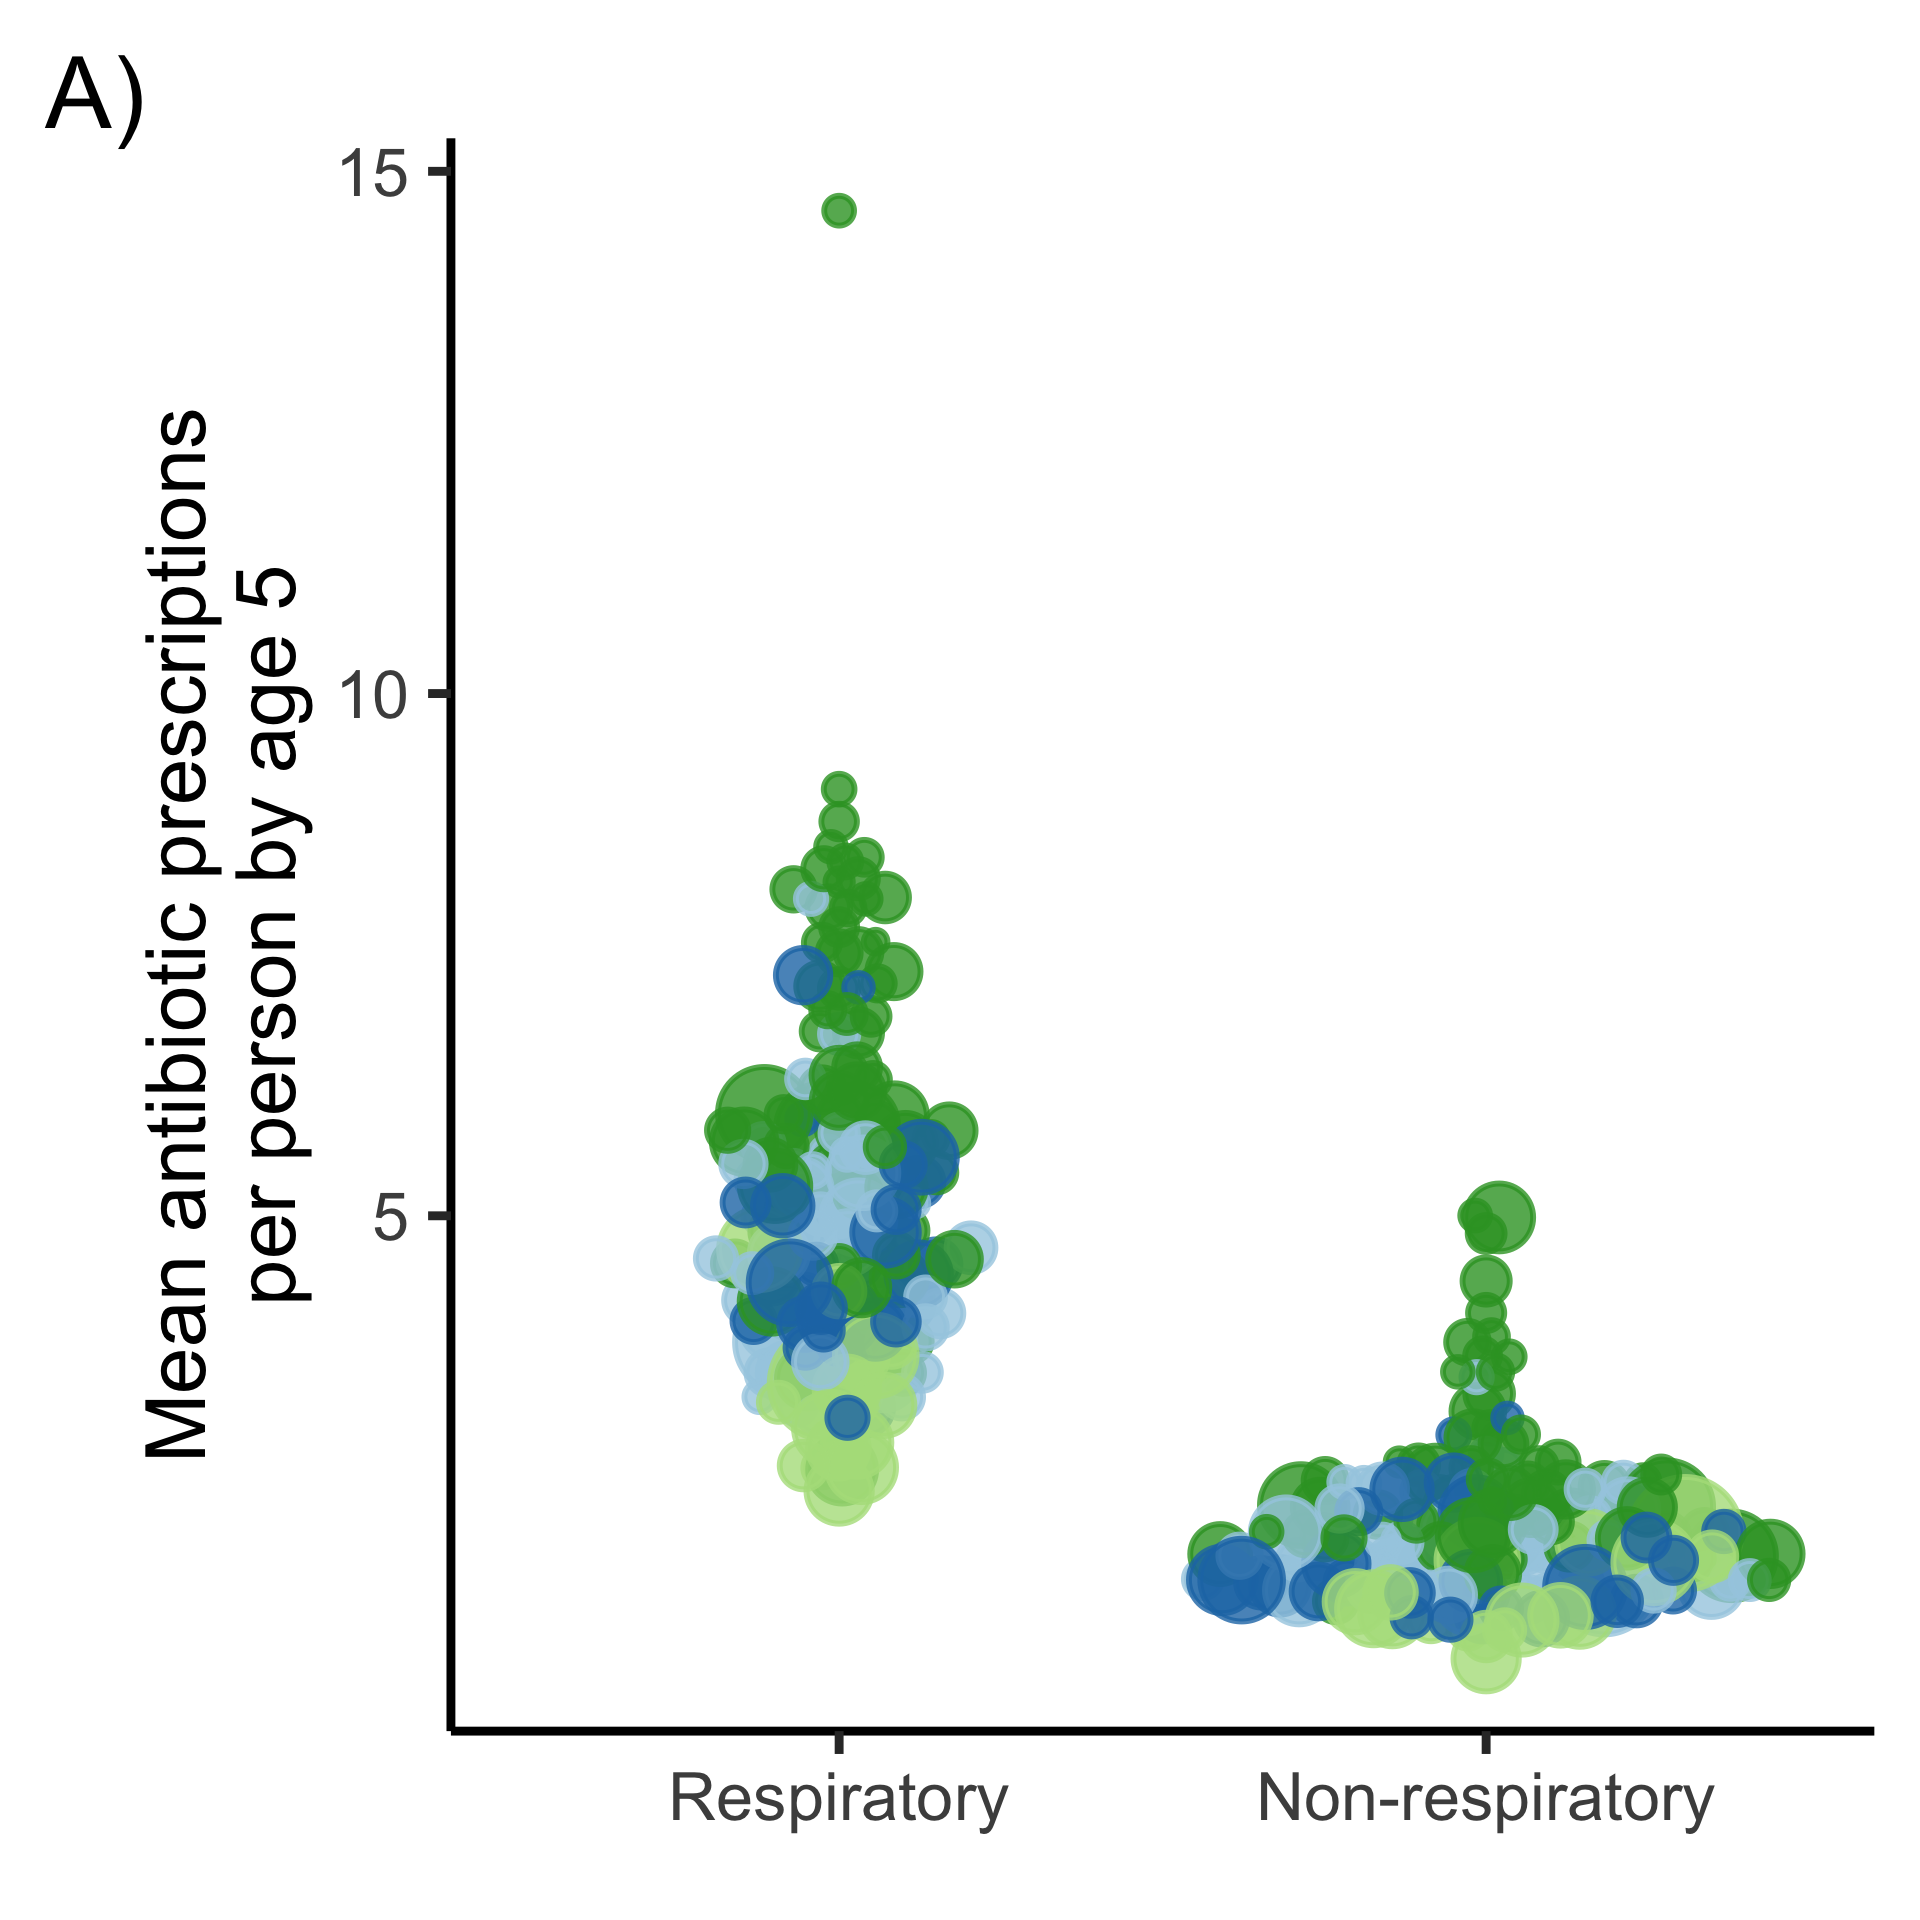 A)
Mean antibiotic prescriptions
per person by age 5
15
10
5
Respiratory
Non-respiratory